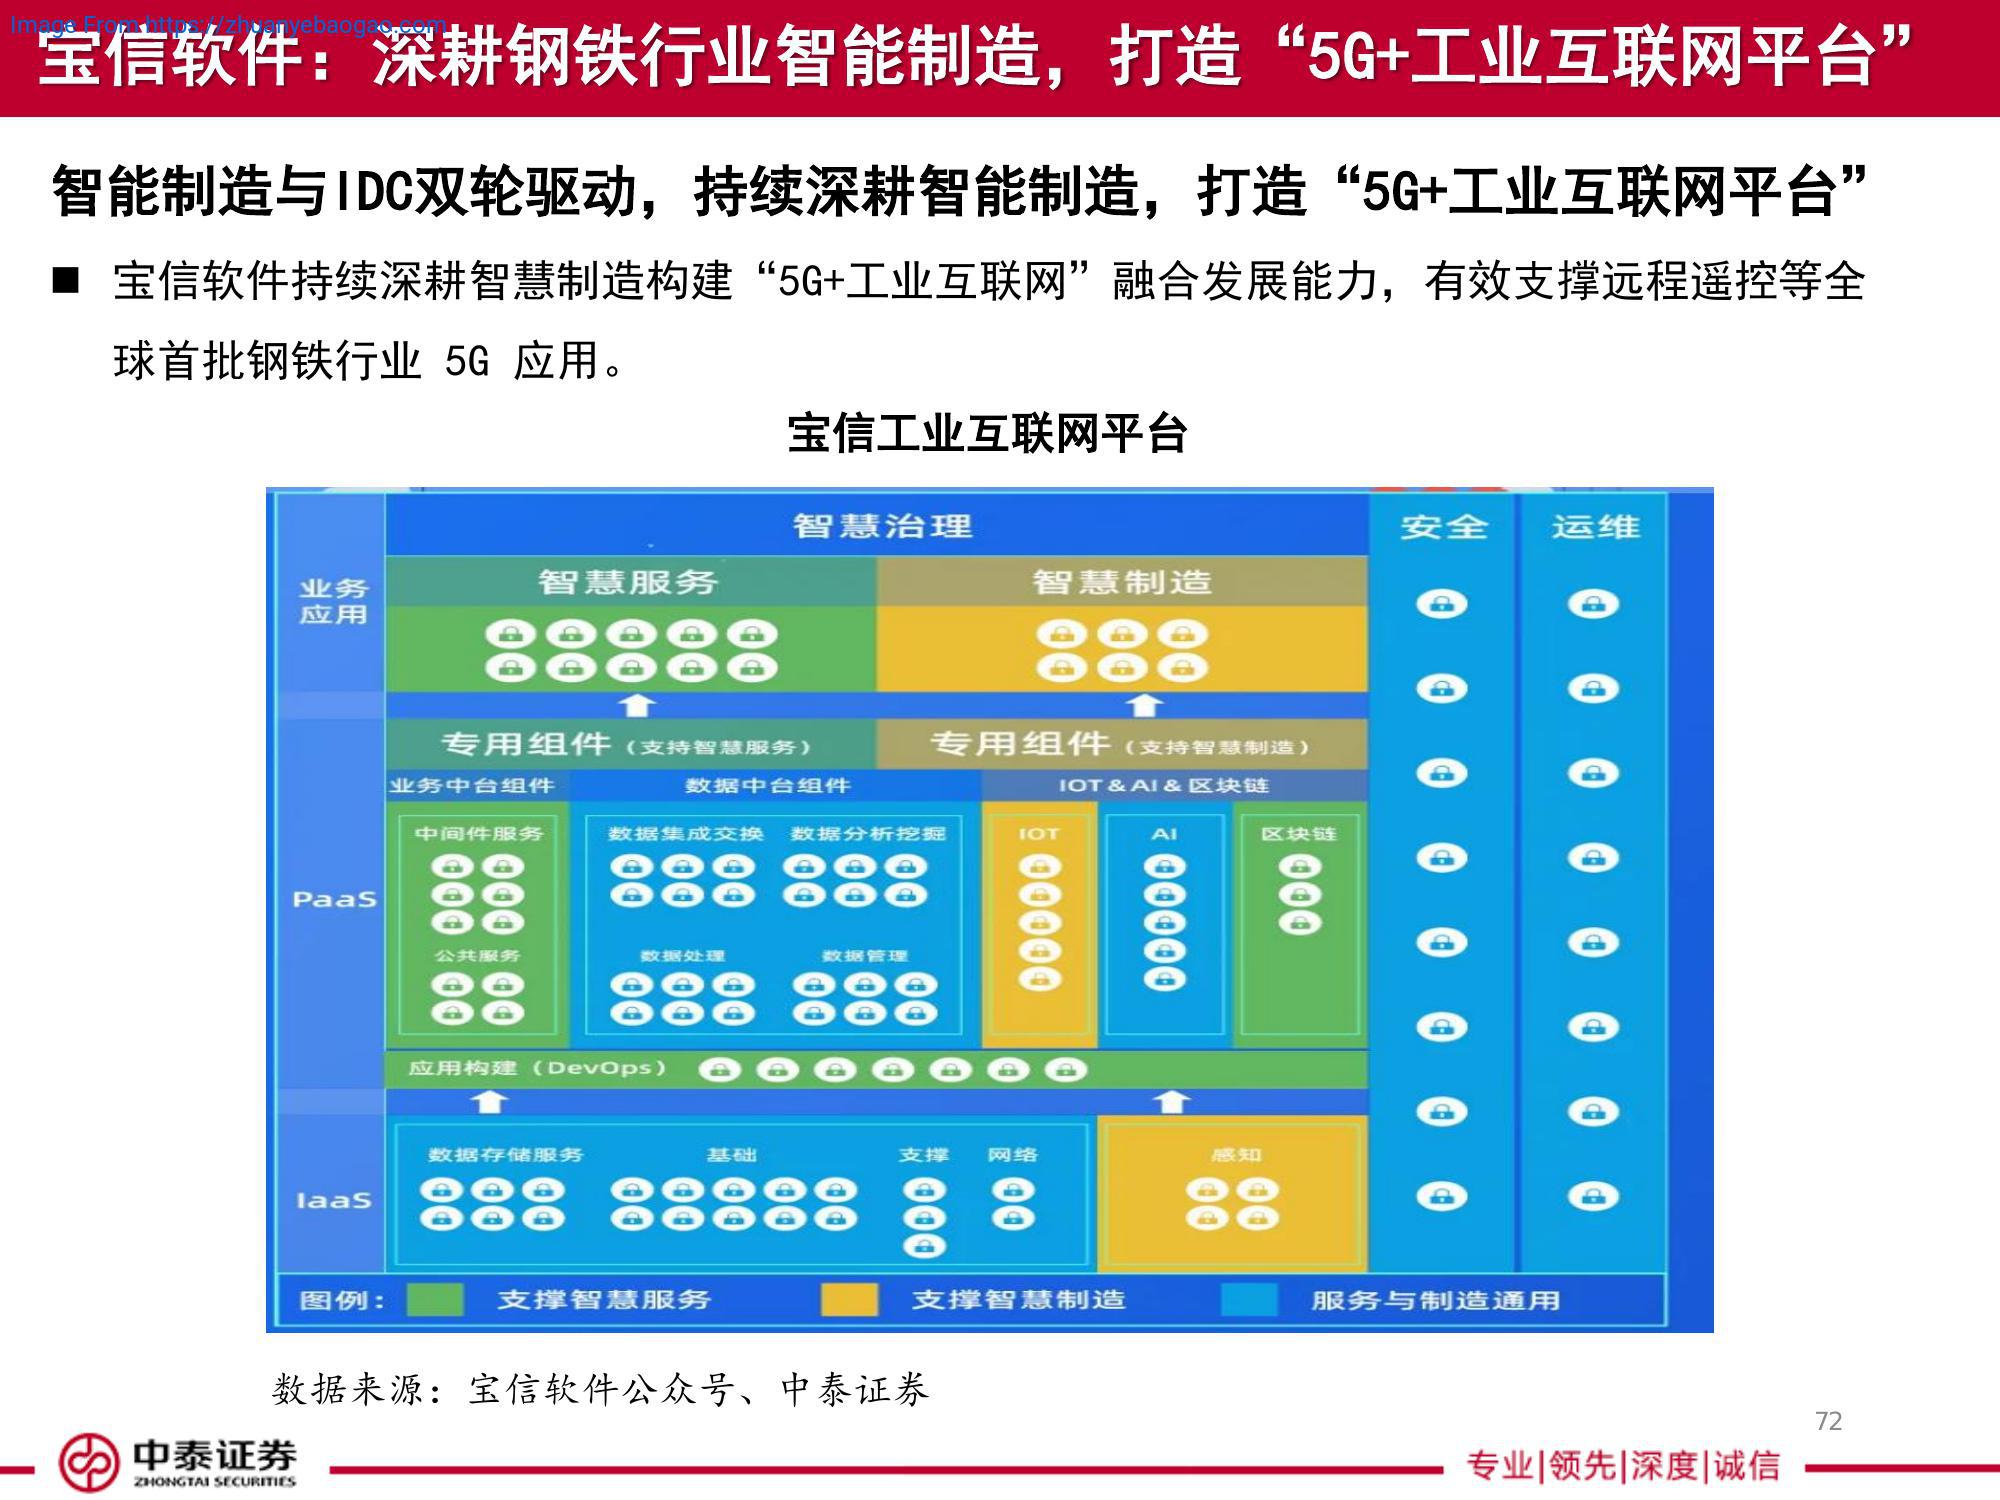 Image From https://zhuanyebaogao.com
宝信软件：深耕钢铁行业智能制造，打造“5G+工业互联网平台”
智能制造与IDC双轮驱动，持续深耕智能制造，打造“5G+工业互联网平台”
■ 宝信软件持续深耕智慧制造构建“5G+工业互联网”融合发展能力，有效支撑远程遥控等全
球首批钢铁行业 5G 应用。
宝信工业互联网平台
智慧治理
安全
运维
业务
应用
智慧服务
智慧制造
专用组件（支持智慧服务）
专用组件（支持智慧制造）
业务中台组件
数据中台组件
IOT & AI & 区块链
中间件服务
数据集成交换
数据分析挖掘
IOT
AI
区块链
PaaS
公共服务
数据处理
数据管理
应用构建（DevOps）
数据存储服务
基础
支撑
网络
感知
IaaS
图例：
支撑智慧服务
支撑智慧制造
服务与制造通用
数据来源：宝信软件公众号、中泰证券
72
中泰证券
ZHONGTAI SECURITIES
专业|领先|深度|诚信